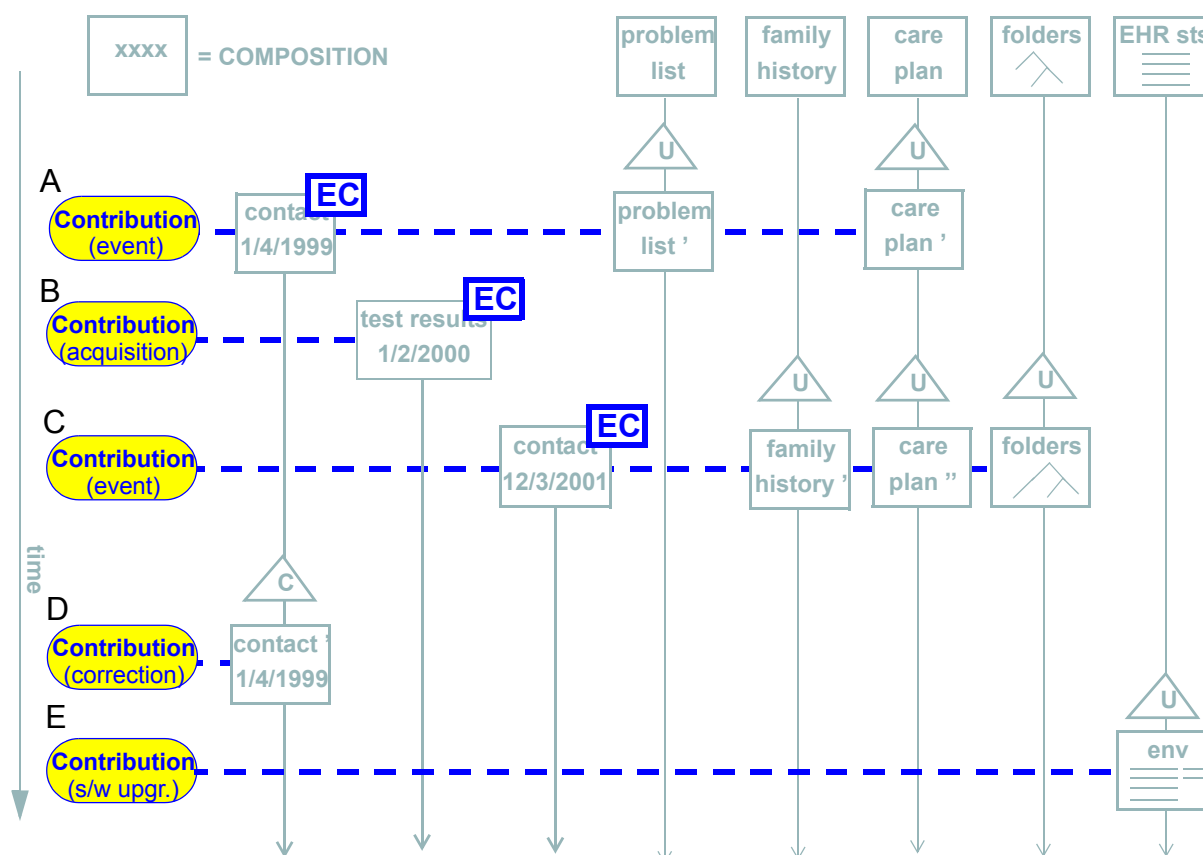 xxxx
= COMPOSITION
problem
list
family
history
care
plan
folders
EHR sts
U
U
A
Contribution
(event)
contact
1/4/1999
EC
problem
list ’
care
plan ’
B
Contribution
(acquisition)
test results
1/2/2000
EC
U
U
U
C
Contribution
(event)
contact
12/3/2001
EC
family
history ’
care
plan ’’
folders
time
C
D
Contribution
(correction)
contact ’
1/4/1999
U
E
Contribution
(s/w upgr.)
env